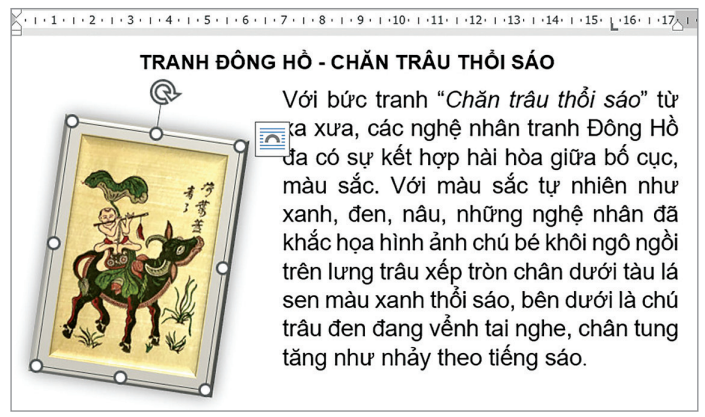 1 · 2 · 3 · 4 · 5 · 6 · 7 · 8 · 9 · 10 · 11 · 12 · 13 · 14 · 15 · 16 · 17
TRANH ĐÔNG HỒ - CHĂN TRÂU THỔI SÁO
Với bức tranh “Chăn trâu thổi sáo” từ
xa xưa, các nghệ nhân tranh Đông Hồ
đa có sự kết hợp hài hòa giữa bố cục,
màu sắc. Với màu sắc tự nhiên như
xanh, đen, nâu, những nghệ nhân đã
khắc họa hình ảnh chú bé khôi ngô ngồi
trên lưng trâu xếp tròn chân dưới tàu lá
sen màu xanh thổi sáo, bên dưới là chú
trâu đen đang vểnh tai nghe, chân tung
tăng như nhảy theo tiếng sáo.